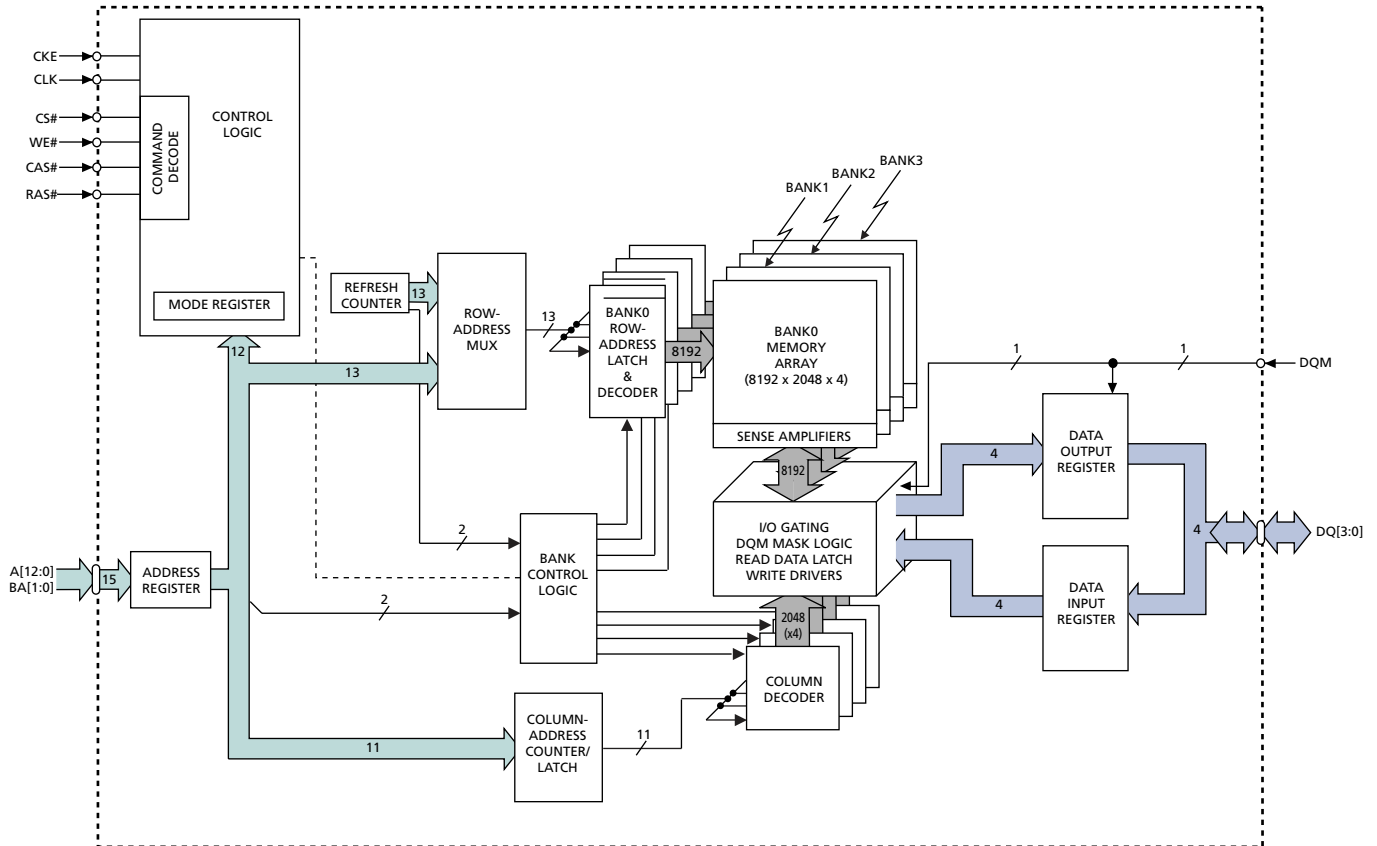 CKE
CLK
CS#
WE#
CAS#
RAS#
COMMAND
DECODE
CONTROL
LOGIC
MODE REGISTER
12
REFRESH
COUNTER
13
13
ROW-
ADDRESS
MUX
13
BANK0
ROW-
ADDRESS
LATCH
&
DECODER
8192
BANK1
BANK2
BANK3
BANK0
MEMORY
ARRAY
(8192 x 2048 x 4)
SENSE AMPLIFIERS
8192
I/O GATING
DQM MASK LOGIC
READ DATA LATCH
WRITE DRIVERS
2048
(x4)
COLUMN
DECODER
1
1
DQM
DATA
OUTPUT
REGISTER
4
4
DQ[3:0]
DATA
INPUT
REGISTER
4
A[12:0]
BA[1:0]
15
ADDRESS
REGISTER
2
2
BANK
CONTROL
LOGIC
11
COLUMN-
ADDRESS
COUNTER/
LATCH
11